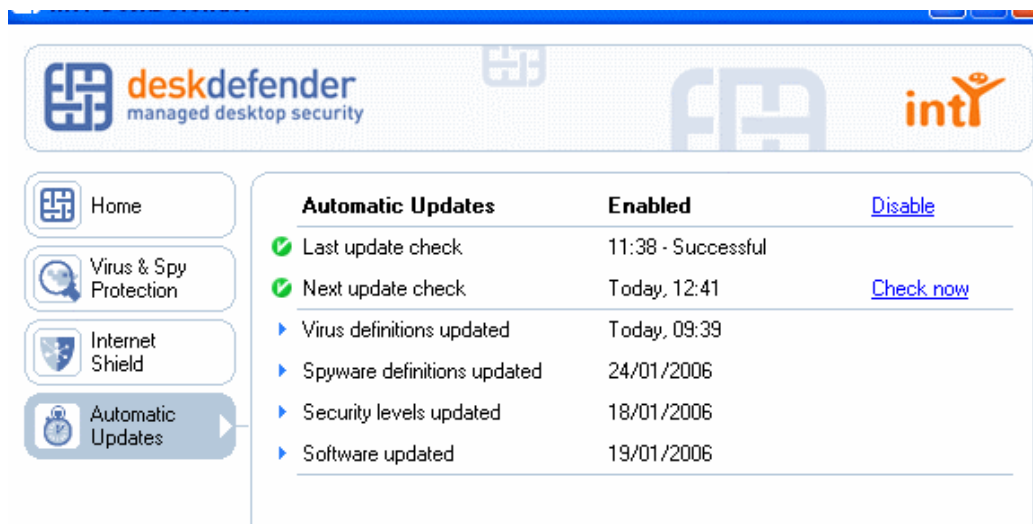 deskdefender
managed desktop security
intY
Home
Virus & Spy
Protection
Internet
Shield
Automatic
Updates
Automatic Updates Enabled Disable
Last update check 11:38 - Successful
Next update check Today, 12:41 Check now
Virus definitions updated Today, 09:39
Spyware definitions updated 24/01/2006
Security levels updated 18/01/2006
Software updated 19/01/2006